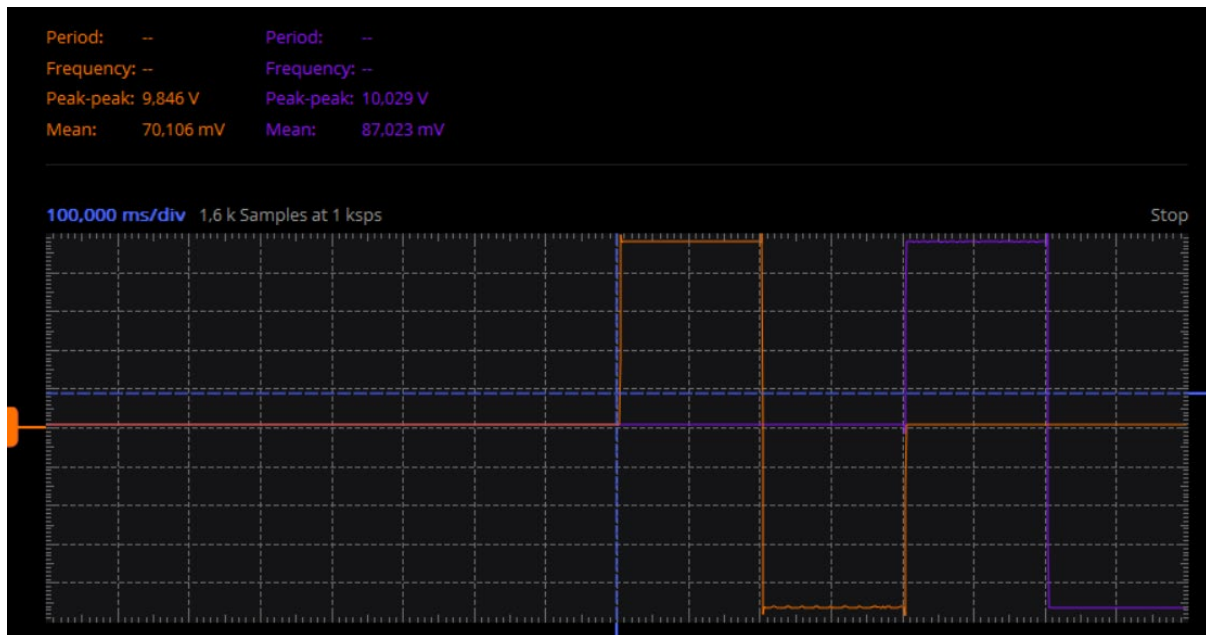 Period: -- Period: --
Frequency: -- Frequency: --
Peak-peak: 9,846 V Peak-peak: 10,029 V
Mean: 70,106 mV Mean: 87,023 mV
100,000 ms/div 1,6 k Samples at 1 ksps Stop